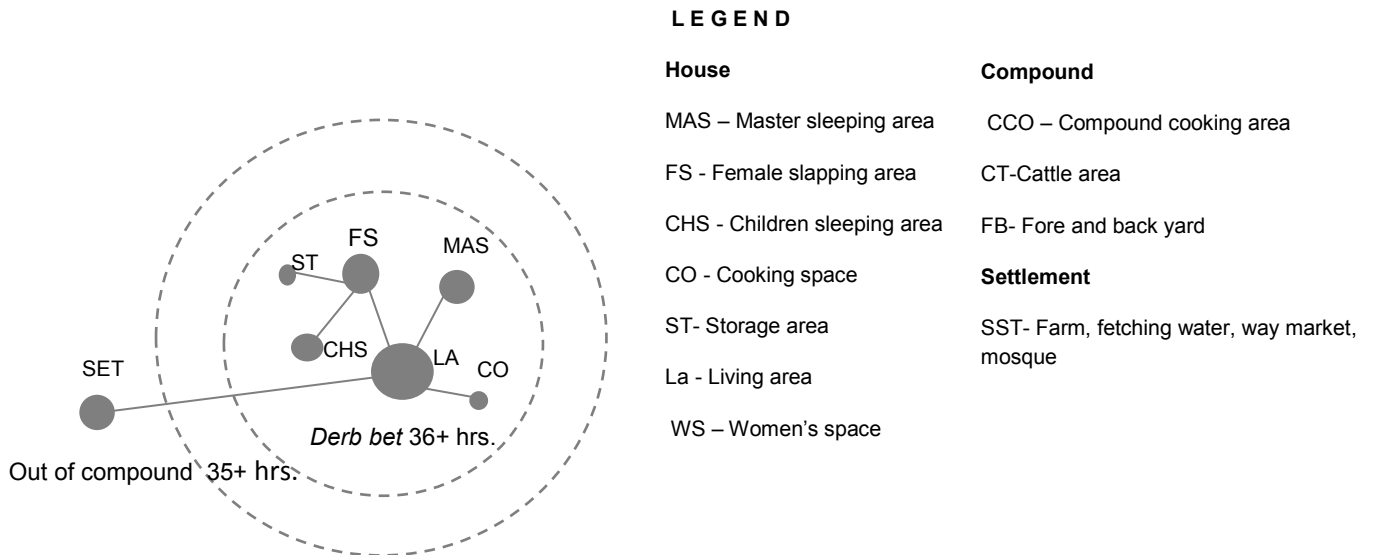 L E G E N D
House
MAS – Master sleeping area
FS - Female slapping area
CHS - Children sleeping area
CO - Cooking space
ST- Storage area
La - Living area
WS – Women’s space
Compound
CCO – Compound cooking area
CT-Cattle area
FB- Fore and back yard
Settlement
SST- Farm, fetching water, way market,
mosque
FS
MAS
ST
CHS
LA
CO
SET
Derb bet 36+ hrs.
Out of compound 35+ hrs.